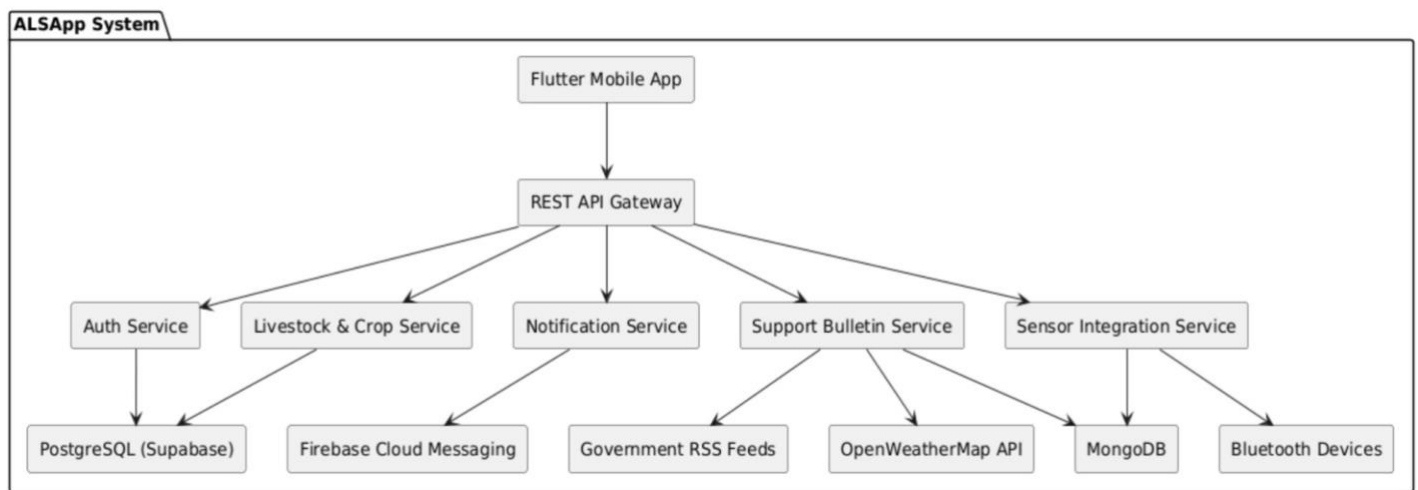 ALSApp System
Flutter Mobile App
REST API Gateway
Auth Service
Livestock & Crop Service
Notification Service
Support Bulletin Service
Sensor Integration Service
PostgreSQL (Supabase)
Firebase Cloud Messaging
Government RSS Feeds
OpenWeatherMap API
MongoDB
Bluetooth Devices